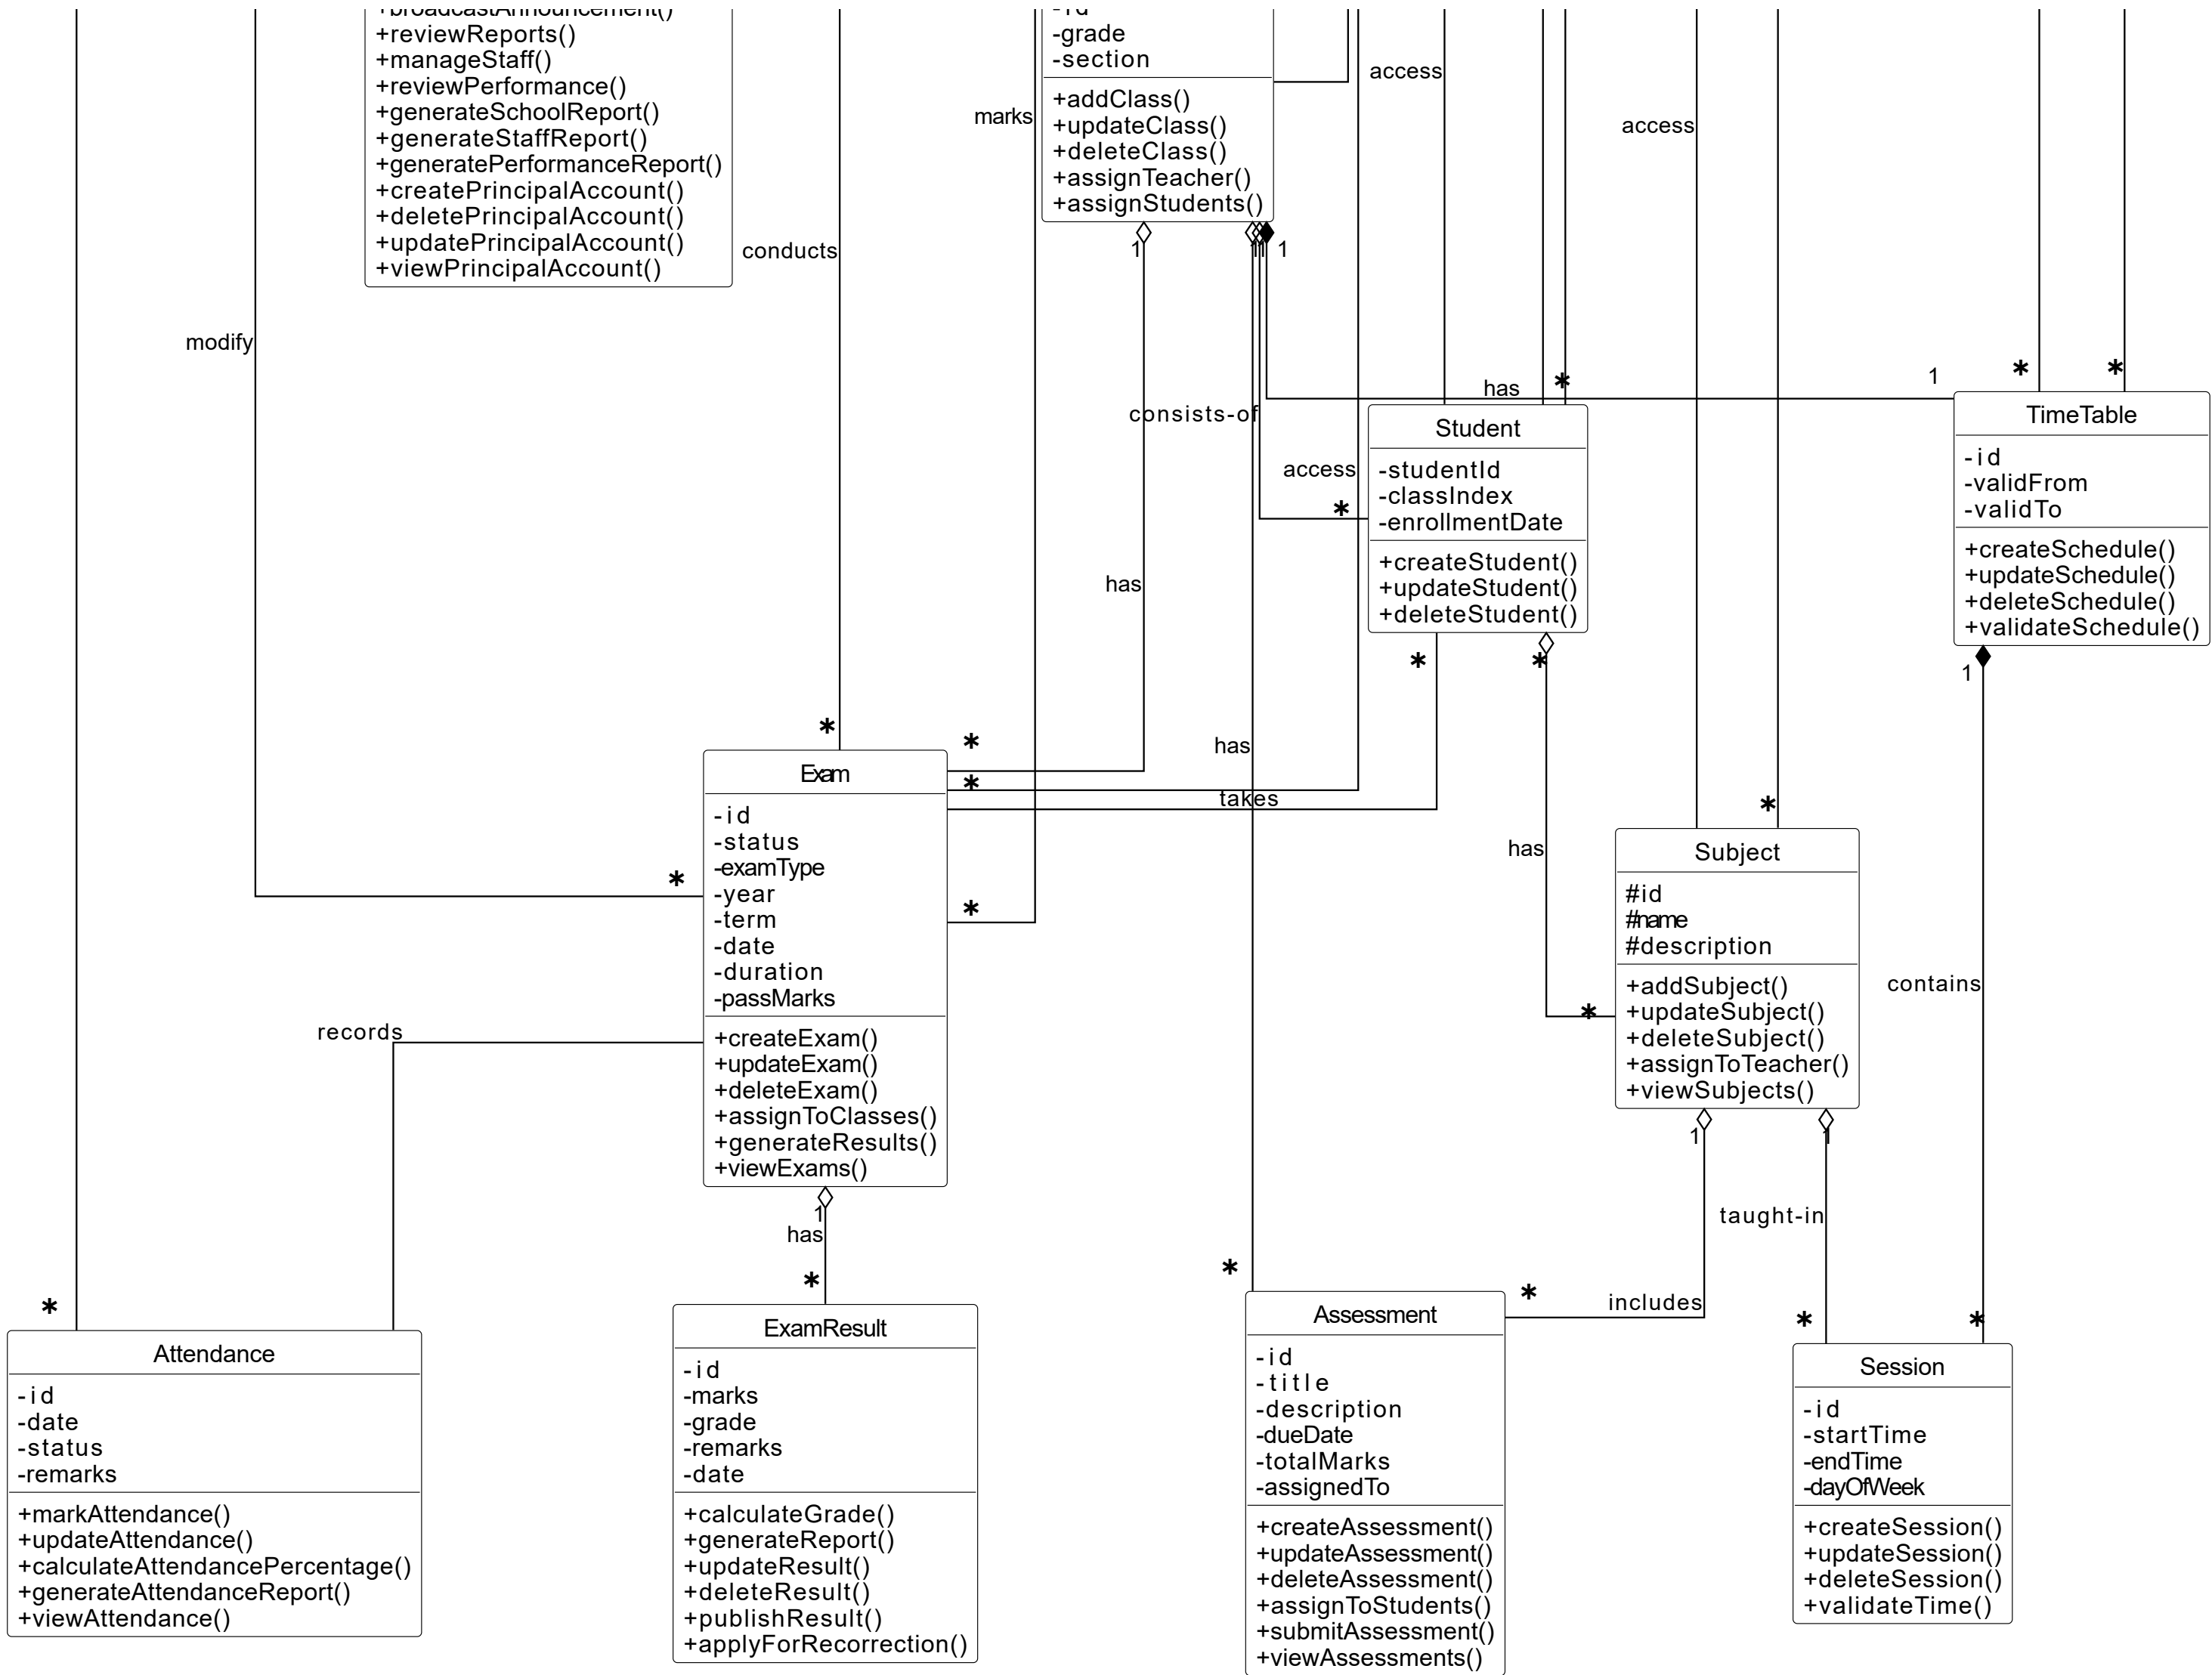 +broadcastAnnouncement()
+reviewReports()
+manageStaff()
+reviewPerformance()
+generateSchoolReport()
+generateStaffReport()
+generatePerformanceReport()
+createPrincipalAccount()
+deletePrincipalAccount()
+updatePrincipalAccount()
+viewPrincipalAccount()
-id
-grade
-section
+addClass()
+updateClass()
+deleteClass()
+assignTeacher()
+assignStudents()
marks
access
access
conducts
modify
1
1
1
1
1
*
*
*
has
consists-of
access
*
has
Student
-studentId
-classIndex
-enrollmentDate
+createStudent()
+updateStudent()
+deleteStudent()
TimeTable
-id
-validFrom
-validTo
+createSchedule()
+updateSchedule()
+deleteSchedule()
+validateSchedule()
*
*
1
*
*
*
has
takes
has
*
*
*
Exam
-id
-status
-examType
-year
-term
-date
-duration
-passMarks
+createExam()
+updateExam()
+deleteExam()
+assignToClasses()
+generateResults()
+viewExams()
Subject
#id
#name
#description
+addSubject()
+updateSubject()
+deleteSubject()
+assignToTeacher()
+viewSubjects()
*
contains
records
1
has
*
1
1
taught-in
includes
*
*
*
*
*
Attendance
-id
-date
-status
-remarks
+markAttendance()
+updateAttendance()
+calculateAttendancePercentage()
+generateAttendanceReport()
+viewAttendance()
ExamResult
-id
-marks
-grade
-remarks
-date
+calculateGrade()
+generateReport()
+updateResult()
+deleteResult()
+publishResult()
+applyForRecorrection()
Assessment
-id
-title
-description
-dueDate
-totalMarks
-assignedTo
+createAssessment()
+updateAssessment()
+deleteAssessment()
+assignToStudents()
+submitAssessment()
+viewAssessments()
Session
-id
-startTime
-endTime
-dayOfWeek
+createSession()
+updateSession()
+deleteSession()
+validateTime()